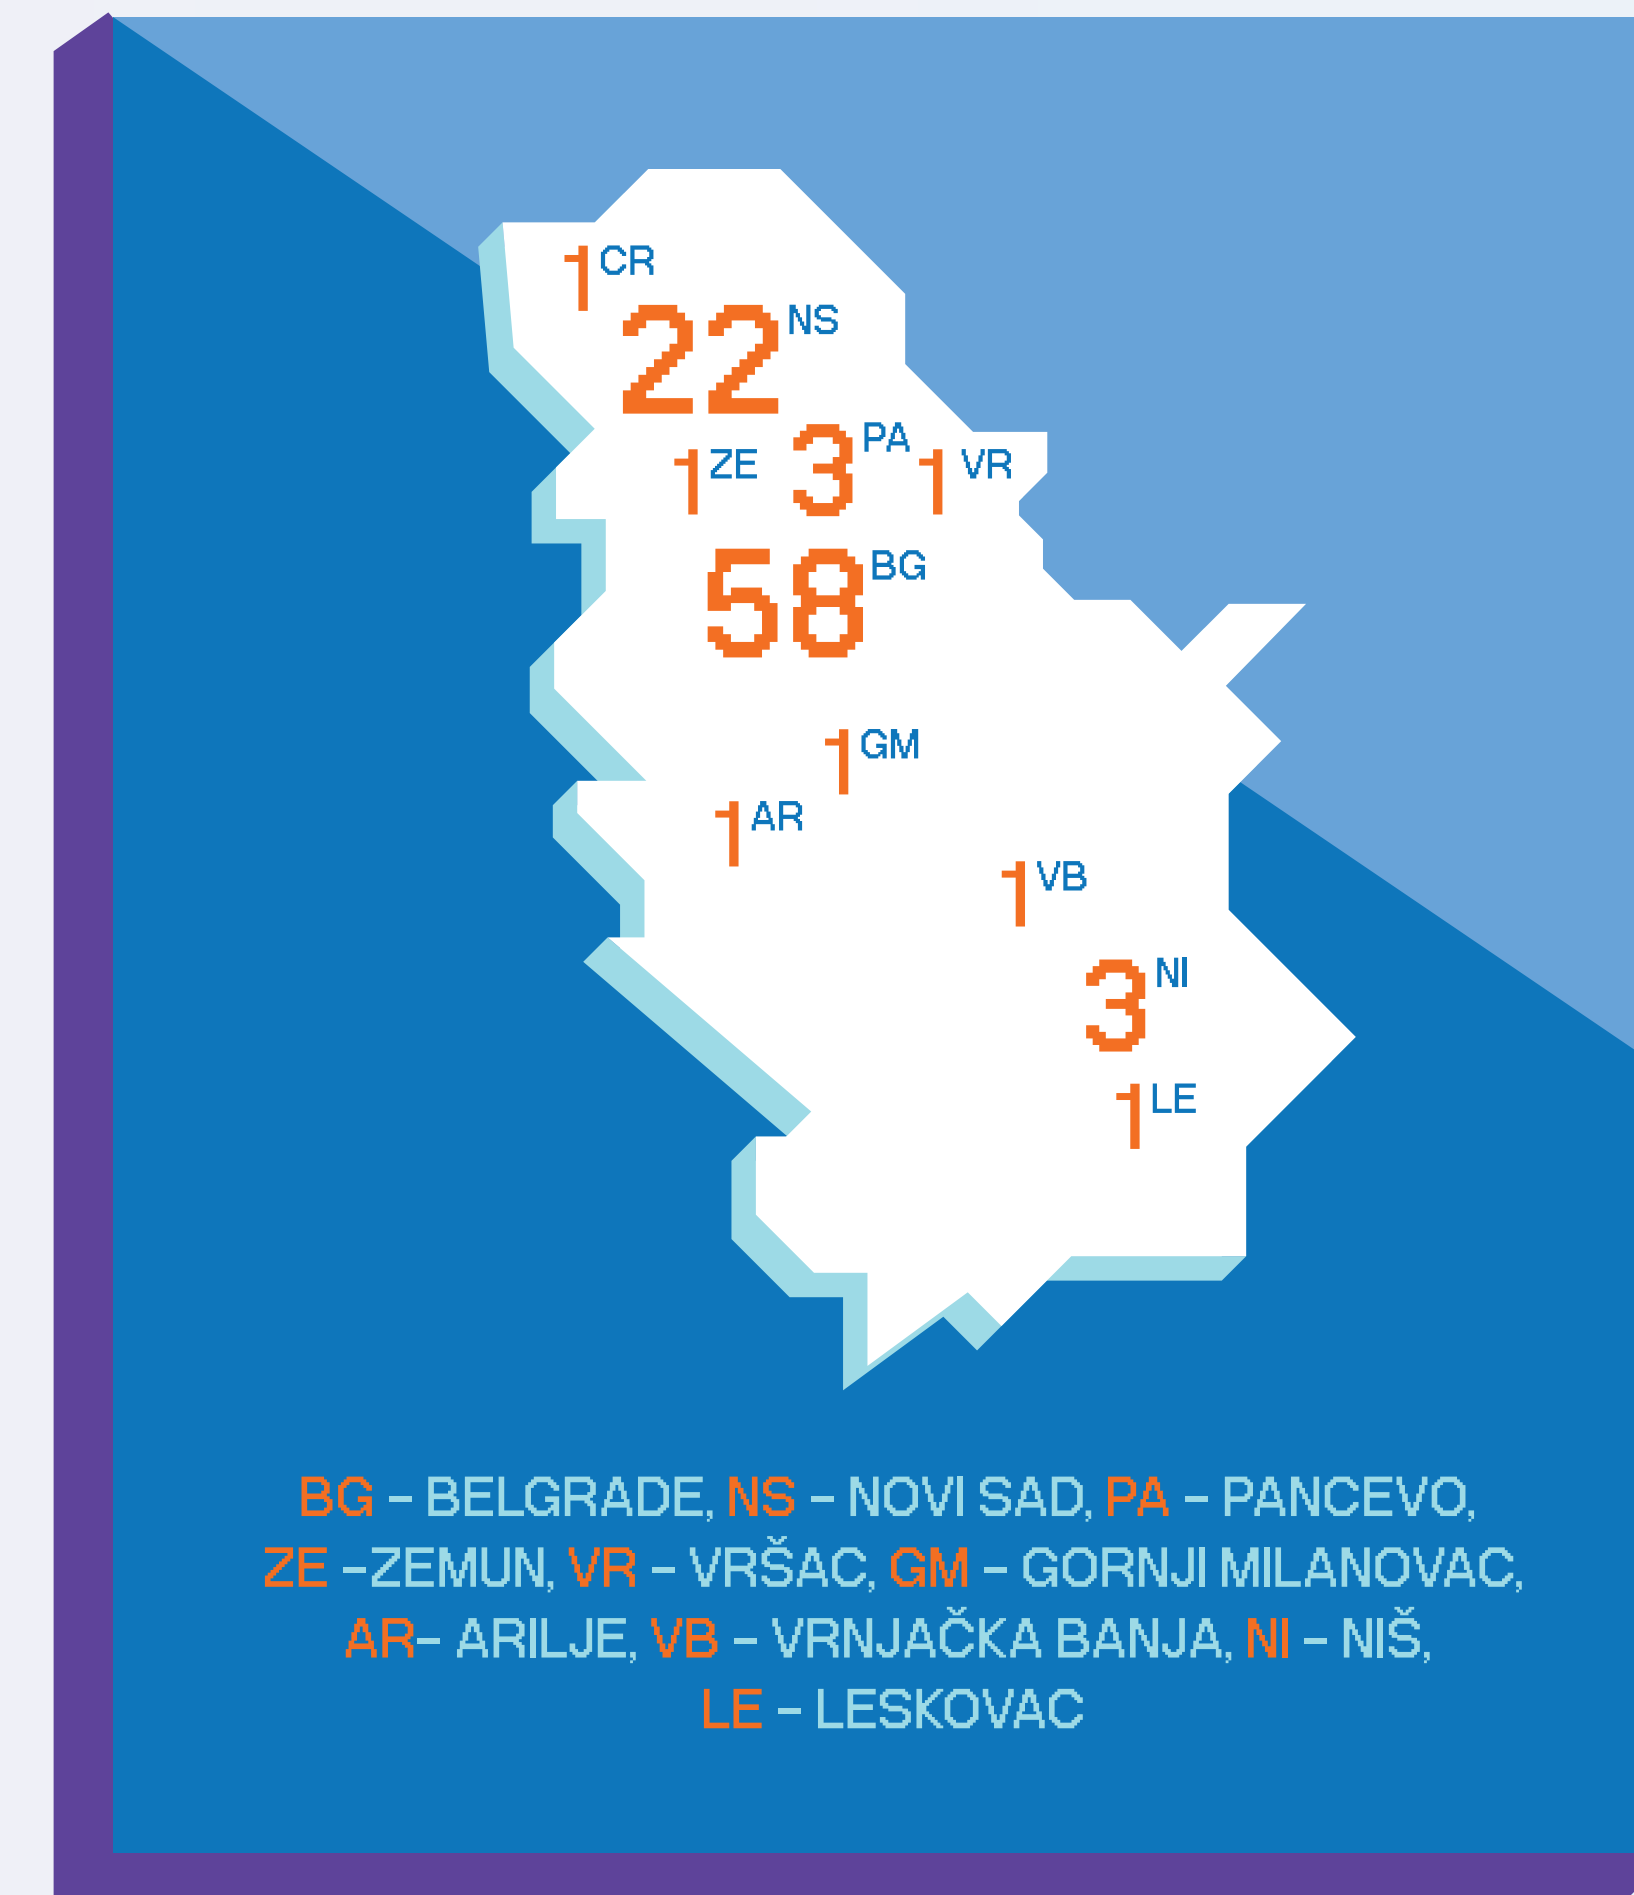 1 CR
22 NS
1 ZE 3 PA 1 VR
58 BG
1 GM
1 AR
1 VB
3 NI
1 LE
BG – BELGRADE, NS – NOVI SAD, PA – PANCEVO,
ZE –ZEMUN, VR – VRŠAC, GM – GORNJI MILANOVAC,
AR– ARILJE, VB – VRNJAČKA BANJA, NI – NIŠ,
LE – LESKOVAC